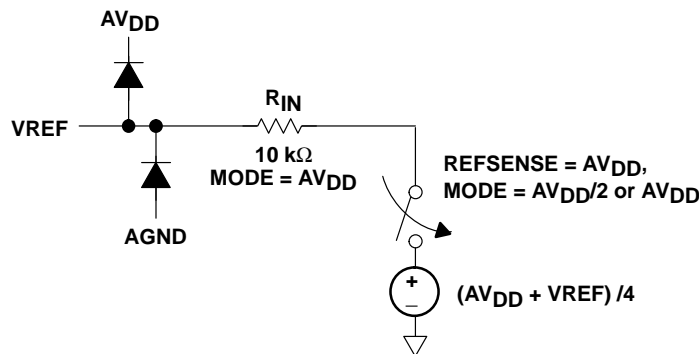 AVDD
VREF
RIN
10 kΩ
MODE = AVDD
AGND
REFSENSE = AVDD,
MODE = AVDD/2 or AVDD
+
−
(AVDD + VREF) /4